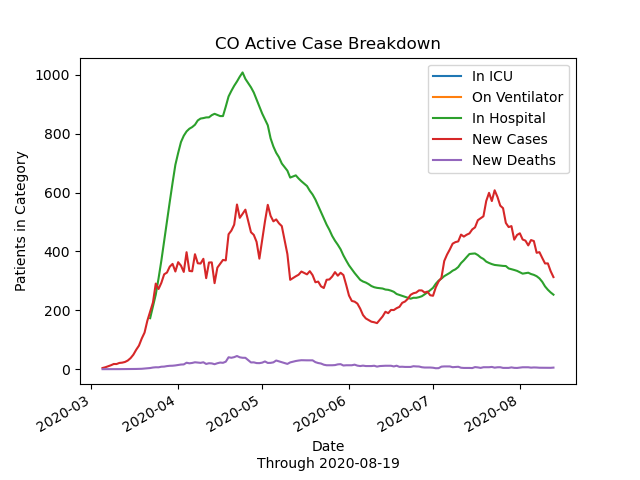 CO Active Case Breakdown
In ICU
On Ventilator
In Hospital
New Cases
New Deaths
Patients in Category
1000
800
600
400
200
0
2020-03
2020-04
2020-05
2020-06
2020-07
2020-08
Date
Through 2020-08-19